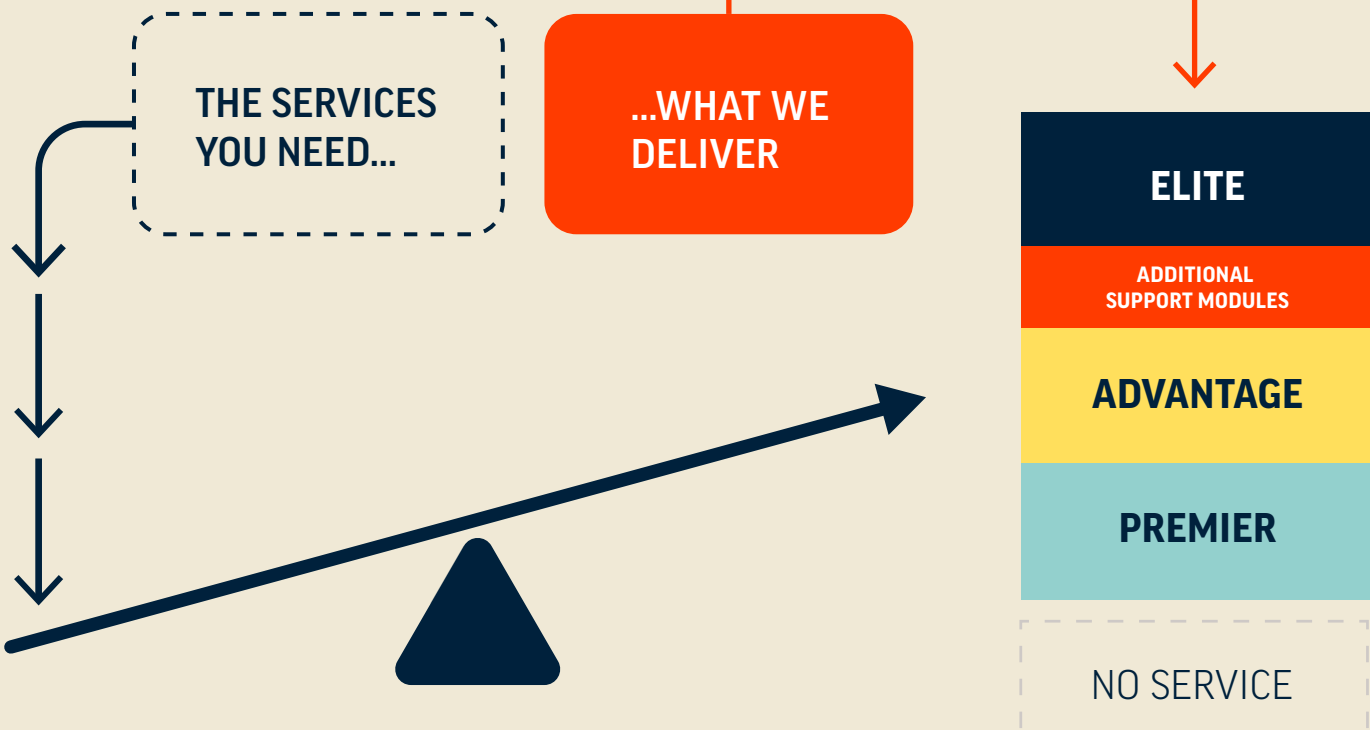 THE SERVICES
YOU NEED...
...WHAT WE
DELIVER
ELITE
ADDITIONAL
SUPPORT MODULES
ADVANTAGE
PREMIER
NO SERVICE